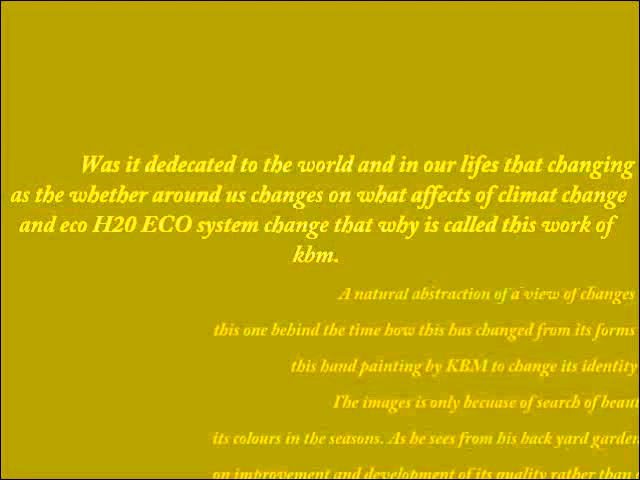 Was it dedecated to the world and in our lifes that changing
as the whether around us changes on what affects of climat change
and eco H20 ECO system change that why is called this work of
kbm.
A natural abstraction of a view of changes
this one behind the time how this has changed from its forms
this hand painting by KBM to change its identity
The images is only becuase of search of beaut
its colours in the seasons. As he sees from his back yard garden
on improvement and development of its quality rather than